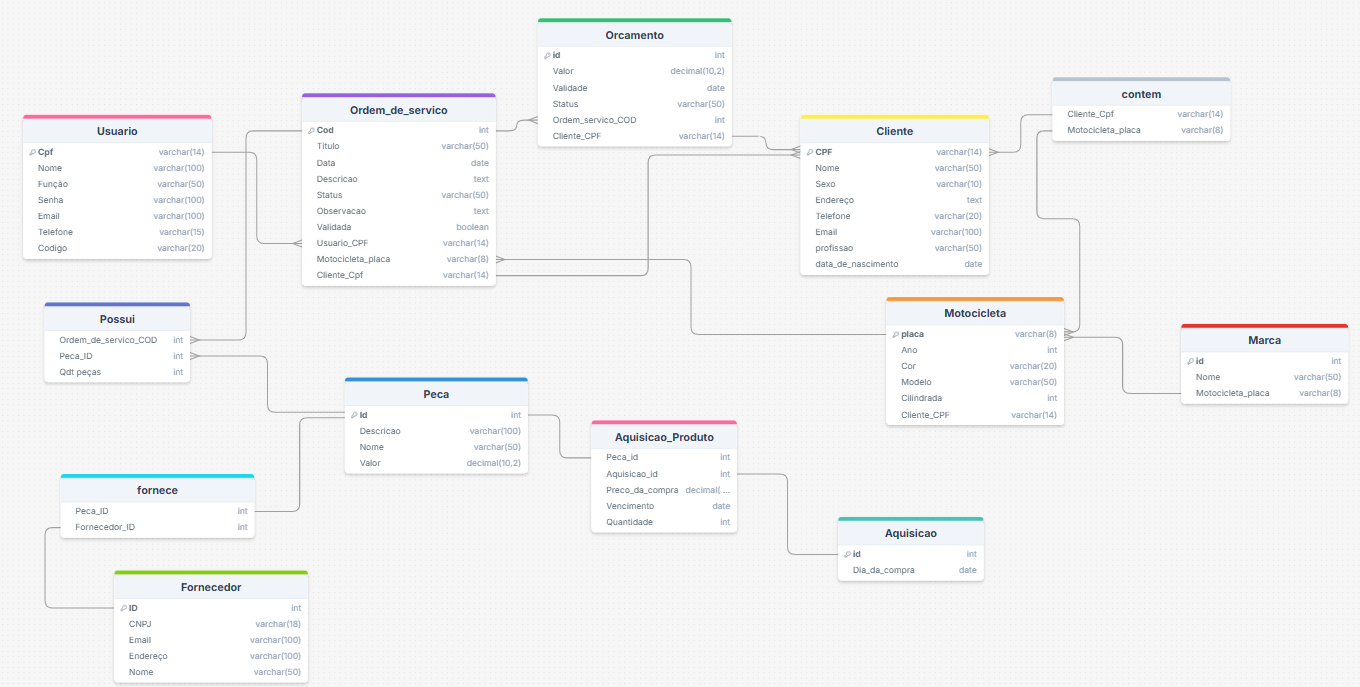 Orcamento
id int
Valor decimal(10,2)
Validade date
Status varchar(50)
Ordem_servico_COD int
Cliente_CPF varchar(14)
contem
Cliente_Cpf varchar(14)
Motocicleta_placa varchar(8)
Ordem_de_servico
Cod int
Titulo varchar(50)
Data date
Descricao text
Status varchar(50)
Observacao text
Validada boolean
Usuario_CPF varchar(14)
Motocicleta_placa varchar(8)
Cliente_Cpf varchar(14)
Usuario
Cpf varchar(14)
Nome varchar(100)
Função varchar(50)
Senha varchar(100)
Email varchar(100)
Telefone varchar(15)
Codigo varchar(20)
Cliente
CPF varchar(14)
Nome varchar(50)
Sexo varchar(10)
Endereço text
Telefone varchar(20)
Email varchar(100)
profissao varchar(50)
data_de_nascimento date
Motocicleta
placa varchar(8)
Ano int
Cor varchar(20)
Modelo varchar(50)
Cilindrada int
Cliente_CPF varchar(14)
Possui
Ordem_de_servico_COD int
Peca_ID int
Qdt peças int
Marca
id int
Nome varchar(50)
Motocicleta_placa varchar(8)
Peca
Id int
Descricao varchar(100)
Nome varchar(50)
Valor decimal(10,2)
Aquisicao_Produto
Peca_id int
Aquisicao_id int
Preco_da_compra decimal( ...
Vencimento date
Quantidade int
fornece
Peca_ID int
Fornecedor_ID int
Aquisicao
id int
Dia_da_compra date
Fornecedor
ID int
CNPJ varchar(18)
Email varchar(100)
Endereço varchar(100)
Nome varchar(50)